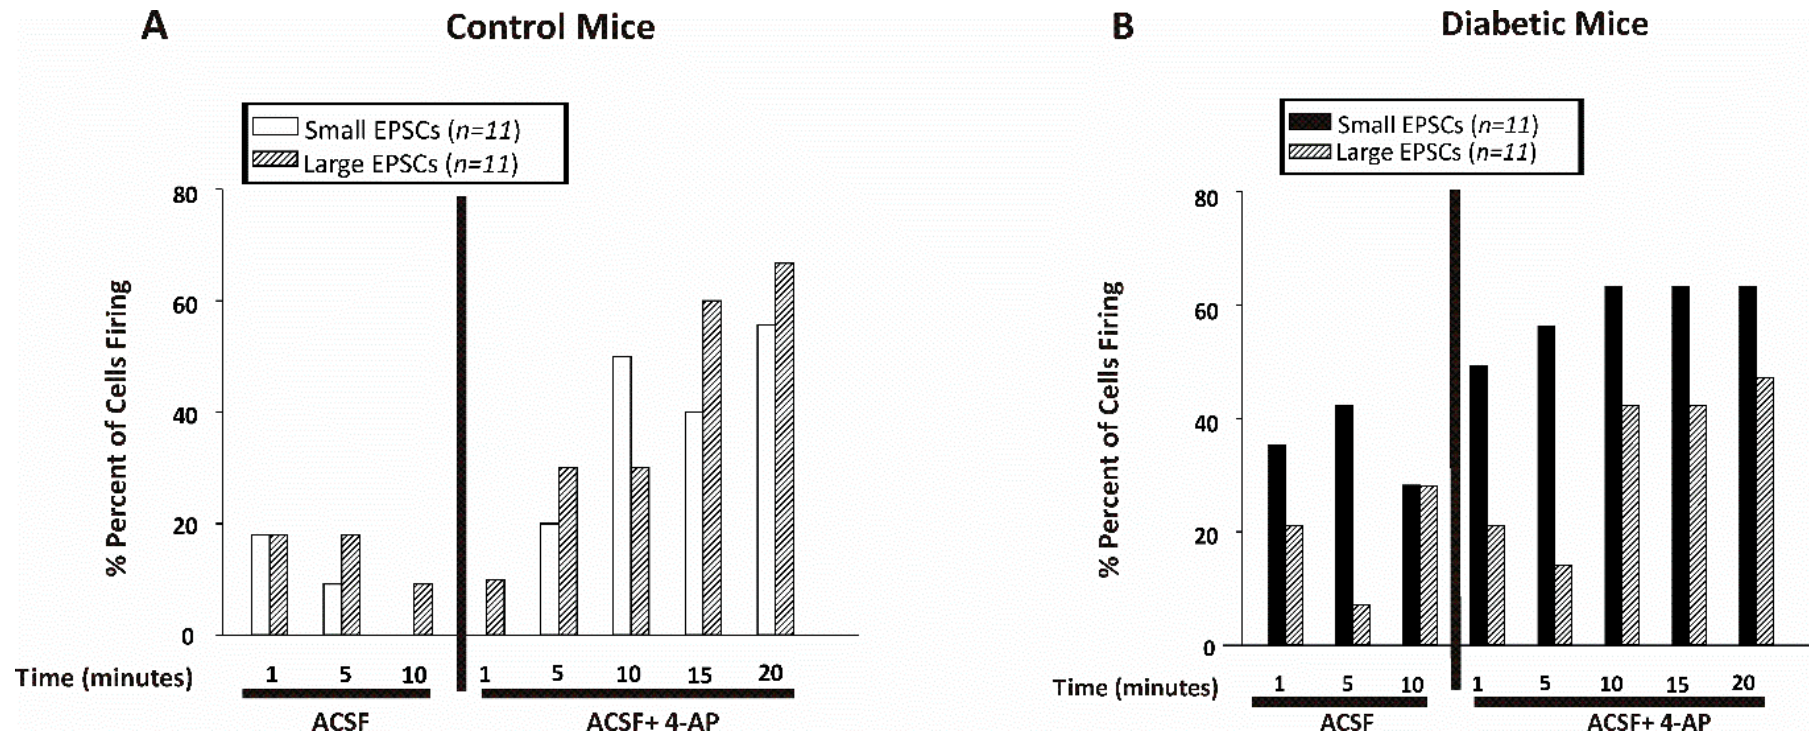 A
Control Mice
Small EPSCs (n=11)
Large EPSCs (n=11)
80
60
40
20
0
% Percent of Cells Firing
Time (minutes)
1 5 10 1 5 10 15 20
ACSF ACSF+ 4-AP
B
Diabetic Mice
Small EPSCs (n=11)
Large EPSCs (n=11)
80
60
40
20
0
% Percent of Cells Firing
Time (minutes)
1 5 10 1 5 10 15 20
ACSF ACSF+ 4-AP